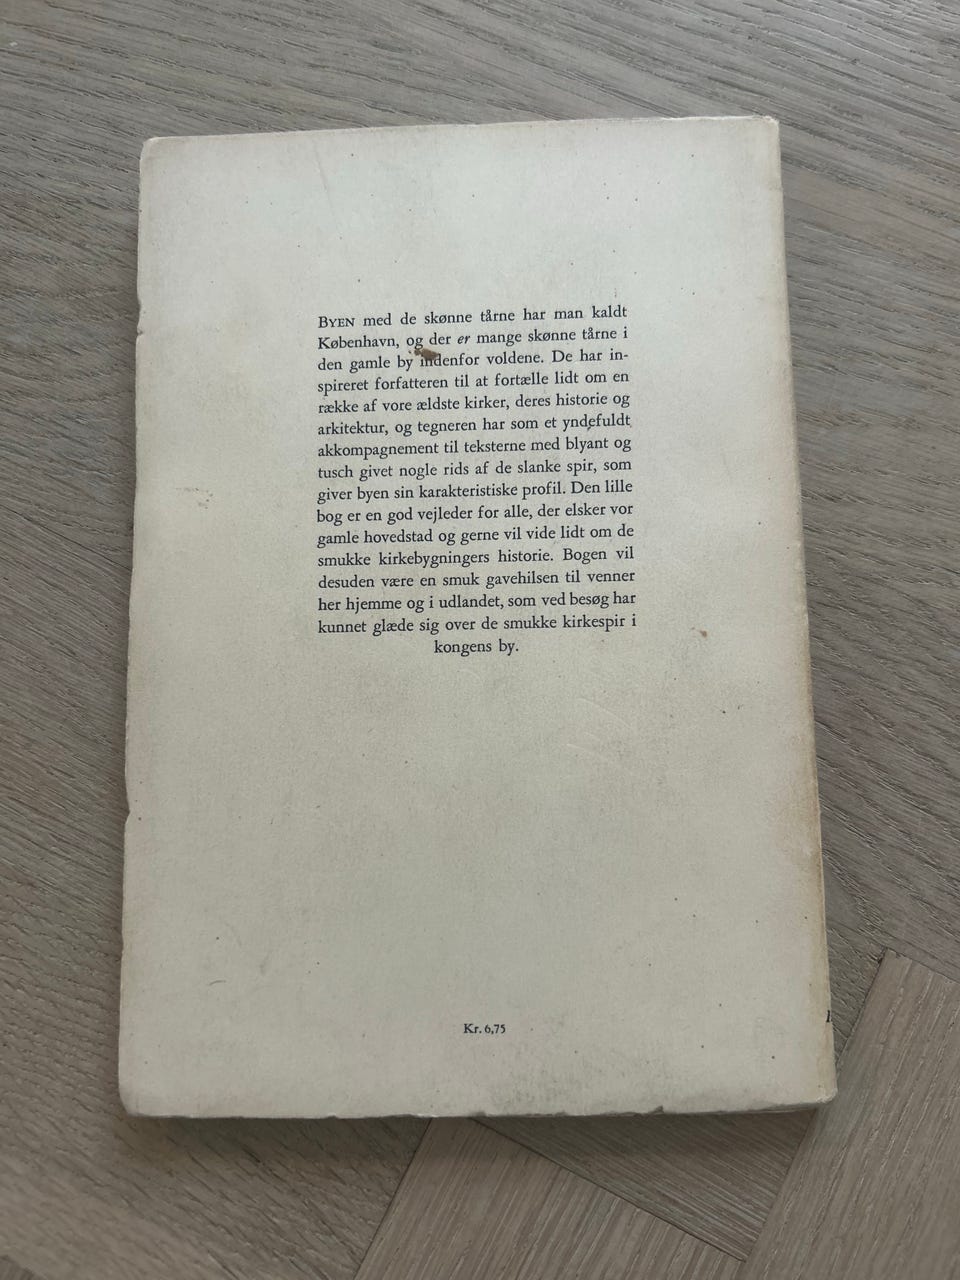 BYEN med de skønne tårne har man kaldt
København, og der er mange skønne tårne i
den gamle by indenfor voldene. De har in-
spireret forfatteren til at fortælle lidt om en
række af vore ældste kirker, deres historie og
arkitektur, og tegneren har som et yndefuldt
akkompagnement til teksterne med blyant og
tusch givet nogle rids af de slanke spir, som
giver byen sin karakteristiske profil. Den lille
bog er en god vejleder for alle, der elsker vor
gamle hovedstad og gerne vil vide lidt om de
smukke kirkebygningers historie. Bogen vil
desuden være en smuk gavehilsen til venner
her hjemme og i udlandet, som ved besøg har
kunnet glæde sig over de smukke kirkespir i
kongens by.
Kr. 6,75